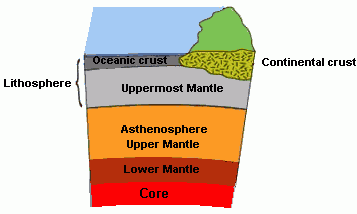 Oceanic crust
Continental crust
Lithosphere
Uppermost Mantle
Asthenosphere
Upper Mantle
Lower Mantle
Core